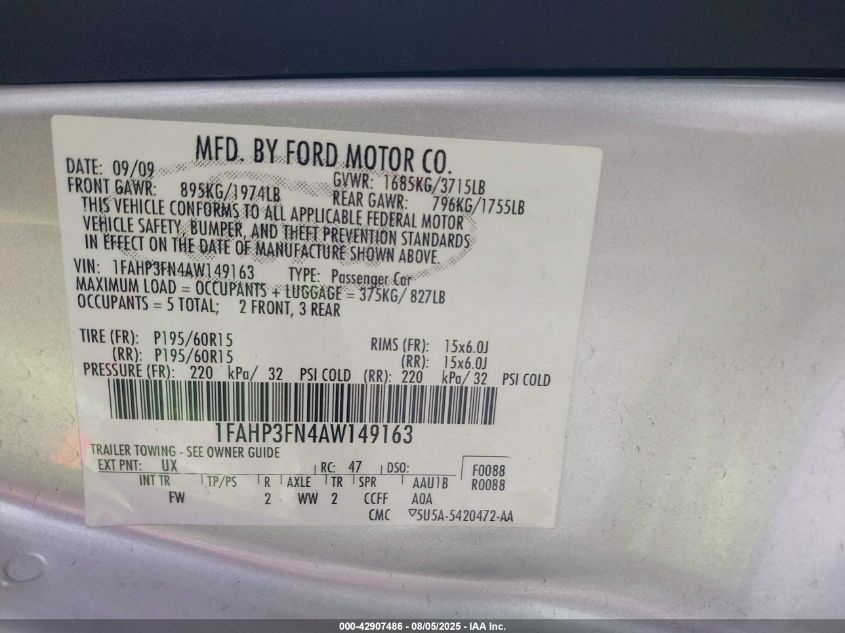 MFD. BY FORD MOTOR CO.
DATE: 09/09 GVWR: 1685KG/3715LB
FRONT GAWR: 895KG/1974LB REAR GAWR: 796KG/1755LB
THIS VEHICLE CONFORMS TO ALL APPLICABLE FEDERAL MOTOR
VEHICLE SAFETY, BUMPER, AND THEFT PREVENTION STANDARDS
IN EFFECT ON THE DATE OF MANUFACTURE SHOWN ABOVE.
VIN: 1FAHP3FN4AW149163 TYPE: Passenger Car
MAXIMUM LOAD = OCCUPANTS + LUGGAGE = 375KG/ 827LB
OCCUPANTS = 5 TOTAL; 2 FRONT, 3 REAR
TIRE (FR): P195/60R15 RIMS (FR): 15x6.0J
(RR): P195/60R15 (RR): 15x6.0J
PRESSURE (FR): 220 kPa/ 32 PSI COLD (RR): 220 kPa/ 32 PSI COLD
1FAHP3FN4AW149163
TRAILER TOWING - SEE OWNER GUIDE
EXT PNT: UX RC: 47 DSO: F0088
INT TR TP/PS R AXLE TR SPR AAU1B R0088
FW 2 WW 2 CCFF A0A
CMC ▽5U5A-5420472-AA
000-42907486 - 08/05/2025 - IAA Inc.